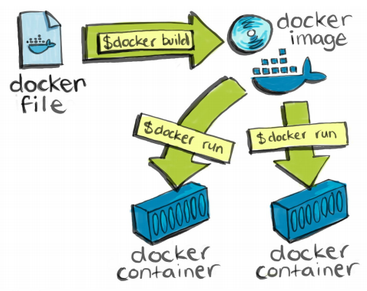 $docker build
docker
image
docker
file
$docker run
$docker run
docker
container
docker
container